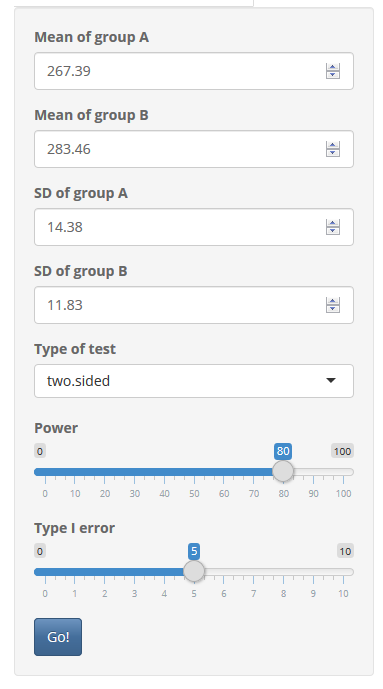 Mean of group A
267.39
Mean of group B
283.46
SD of group A
14.38
SD of group B
11.83
Type of test
two.sided
Power
0 80 100
0 10 20 30 40 50 60 70 80 90 100
Type I error
0 5 10
0 1 2 3 4 5 6 7 8 9 10
Go!